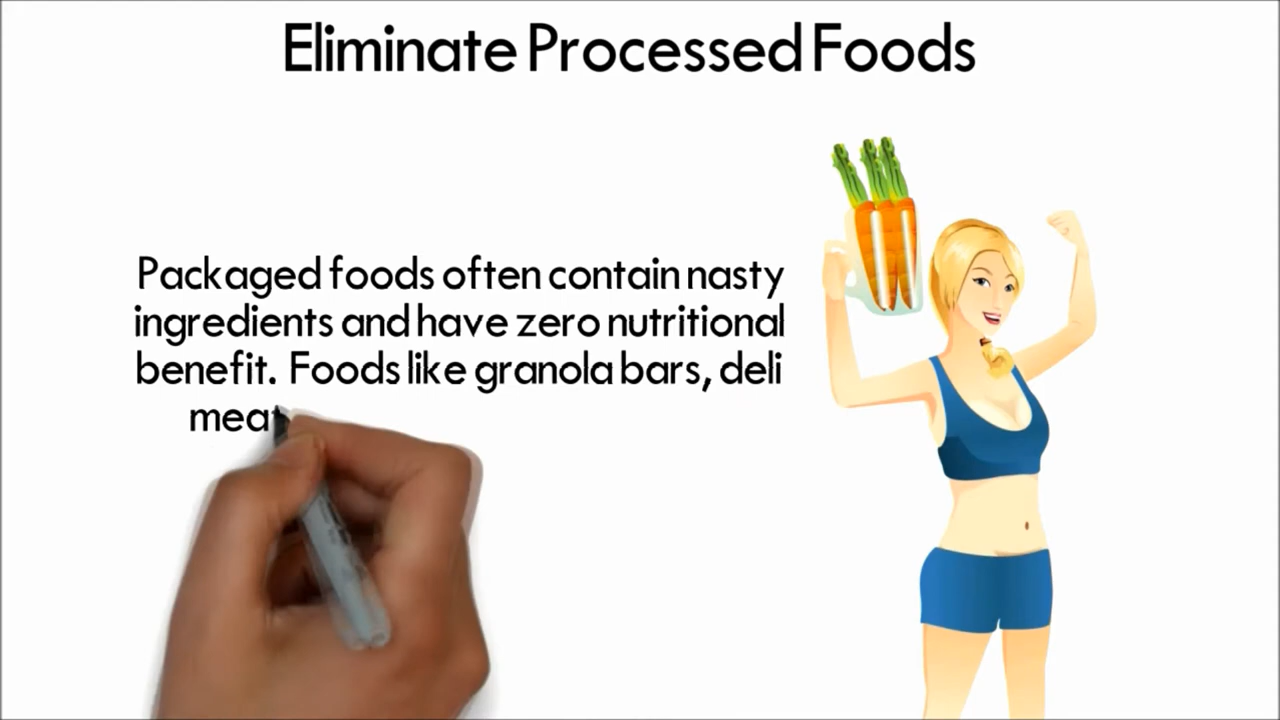 Eliminate Processed Foods
Packaged foods often contain nasty
ingredients and have zero nutritional
benefit. Foods like granola bars, deli
meat